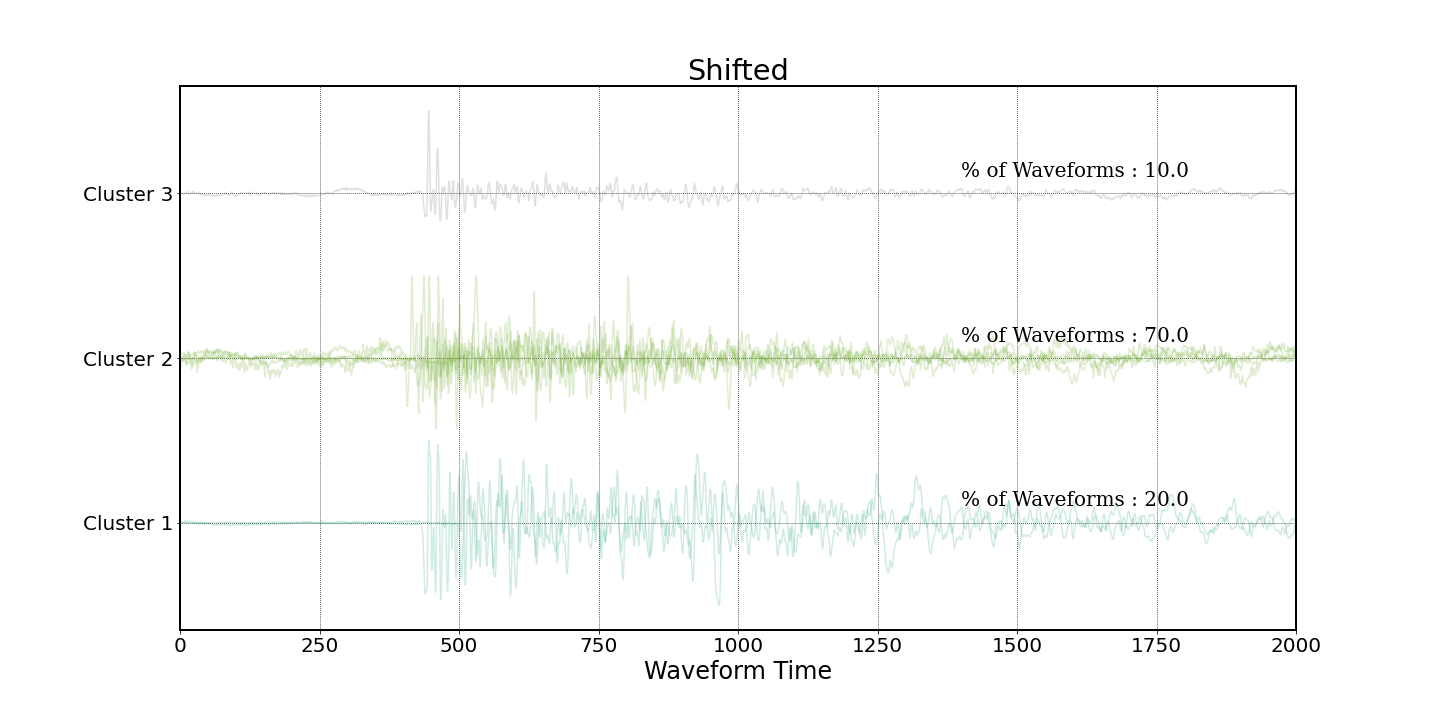 Shifted
Cluster 3
% of Waveforms : 10.0
Cluster 2
% of Waveforms : 70.0
Cluster 1
% of Waveforms : 20.0
0 250 500 750 1000 1250 1500 1750 2000
Waveform Time